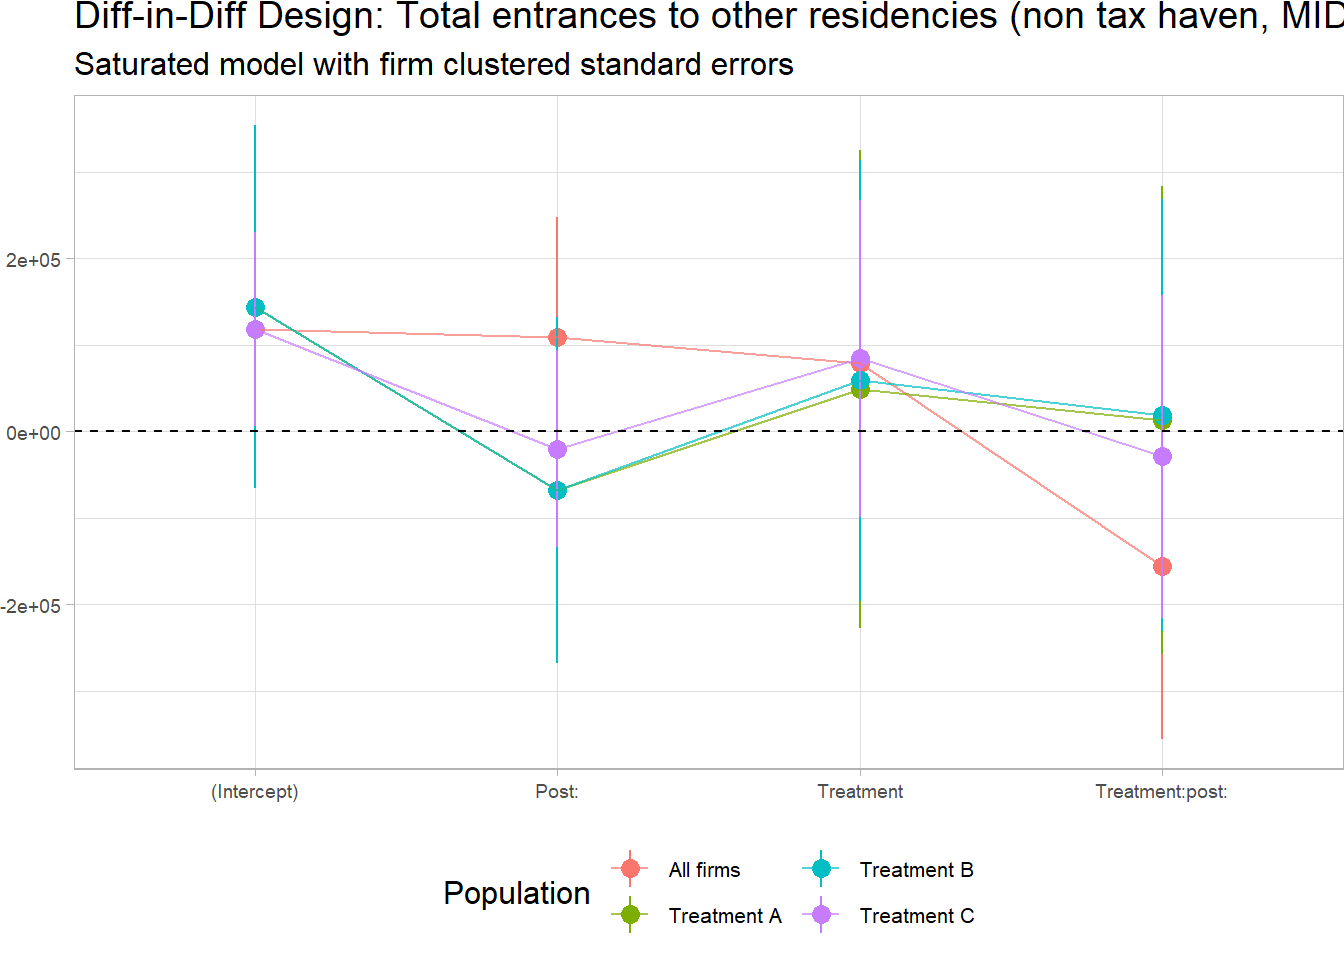 Diff-in-Diff Design: Total entrances to other residencies (non tax haven, MID
Saturated model with firm clustered standard errors
2e+05
0e+00
-2e+05
(Intercept) Post: Treatment Treatment:post:
Population
All firms
Treatment A
Treatment B
Treatment C